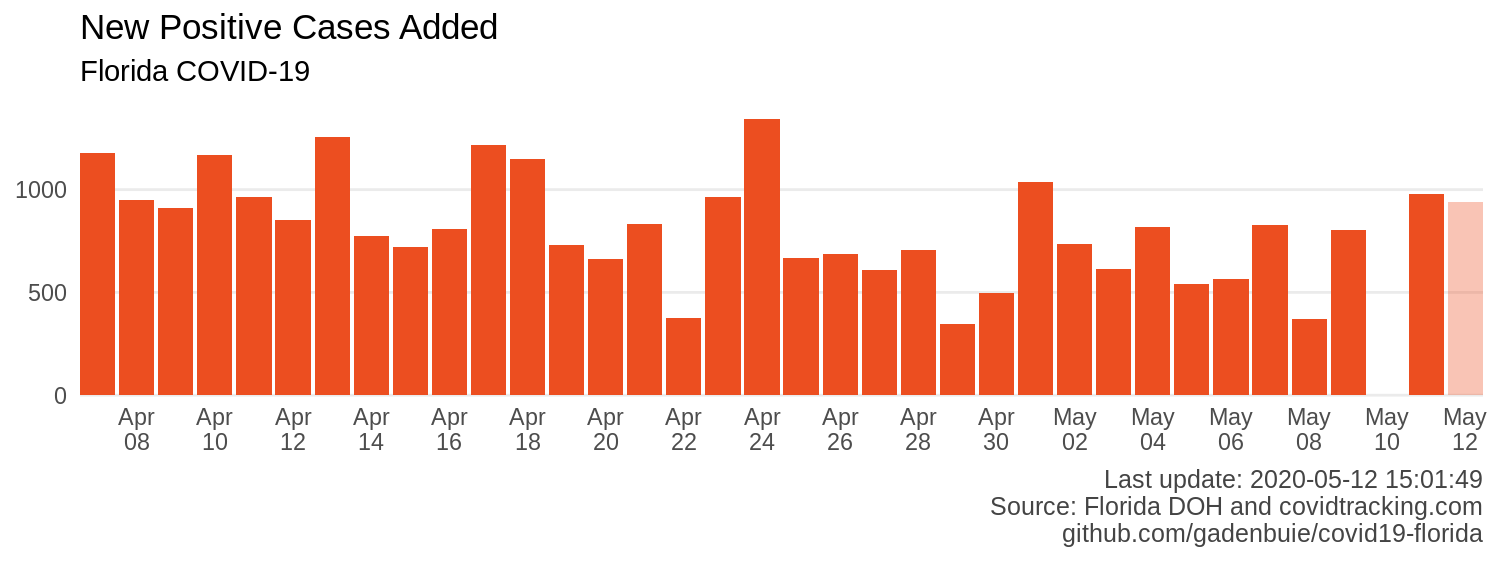 New Positive Cases Added
Florida COVID-19
1000
500
0
Apr Apr Apr Apr Apr Apr Apr Apr Apr Apr Apr Apr May May May May May May
08 10 12 14 16 18 20 22 24 26 28 30 02 04 06 08 10 12
Last update: 2020-05-12 15:01:49
Source: Florida DOH and covidtracking.com
github.com/gadenbuie/covid19-florida